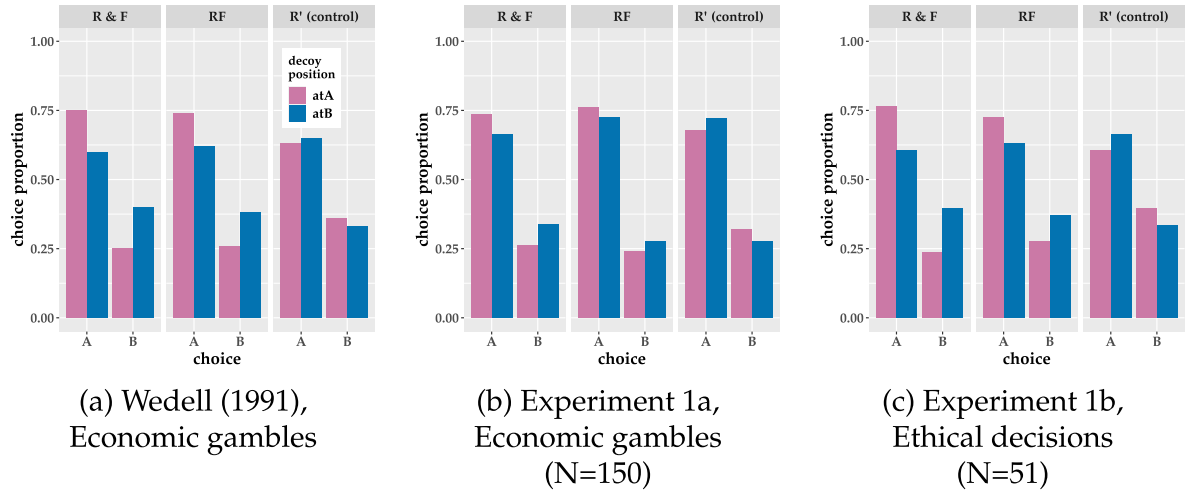 R & F RF R' (control)
1.00
0.75
0.50
0.25
0.00
choice proportion
decoy
position
atA
atB
A B A B A B
choice
(a) Wedell (1991),
Economic gambles
R & F RF R' (control)
1.00
0.75
0.50
0.25
0.00
choice proportion
A B A B A B
choice
(b) Experiment 1a,
Economic gambles
(N=150)
R & F RF R' (control)
1.00
0.75
0.50
0.25
0.00
choice proportion
A B A B A B
choice
(c) Experiment 1b,
Ethical decisions
(N=51)